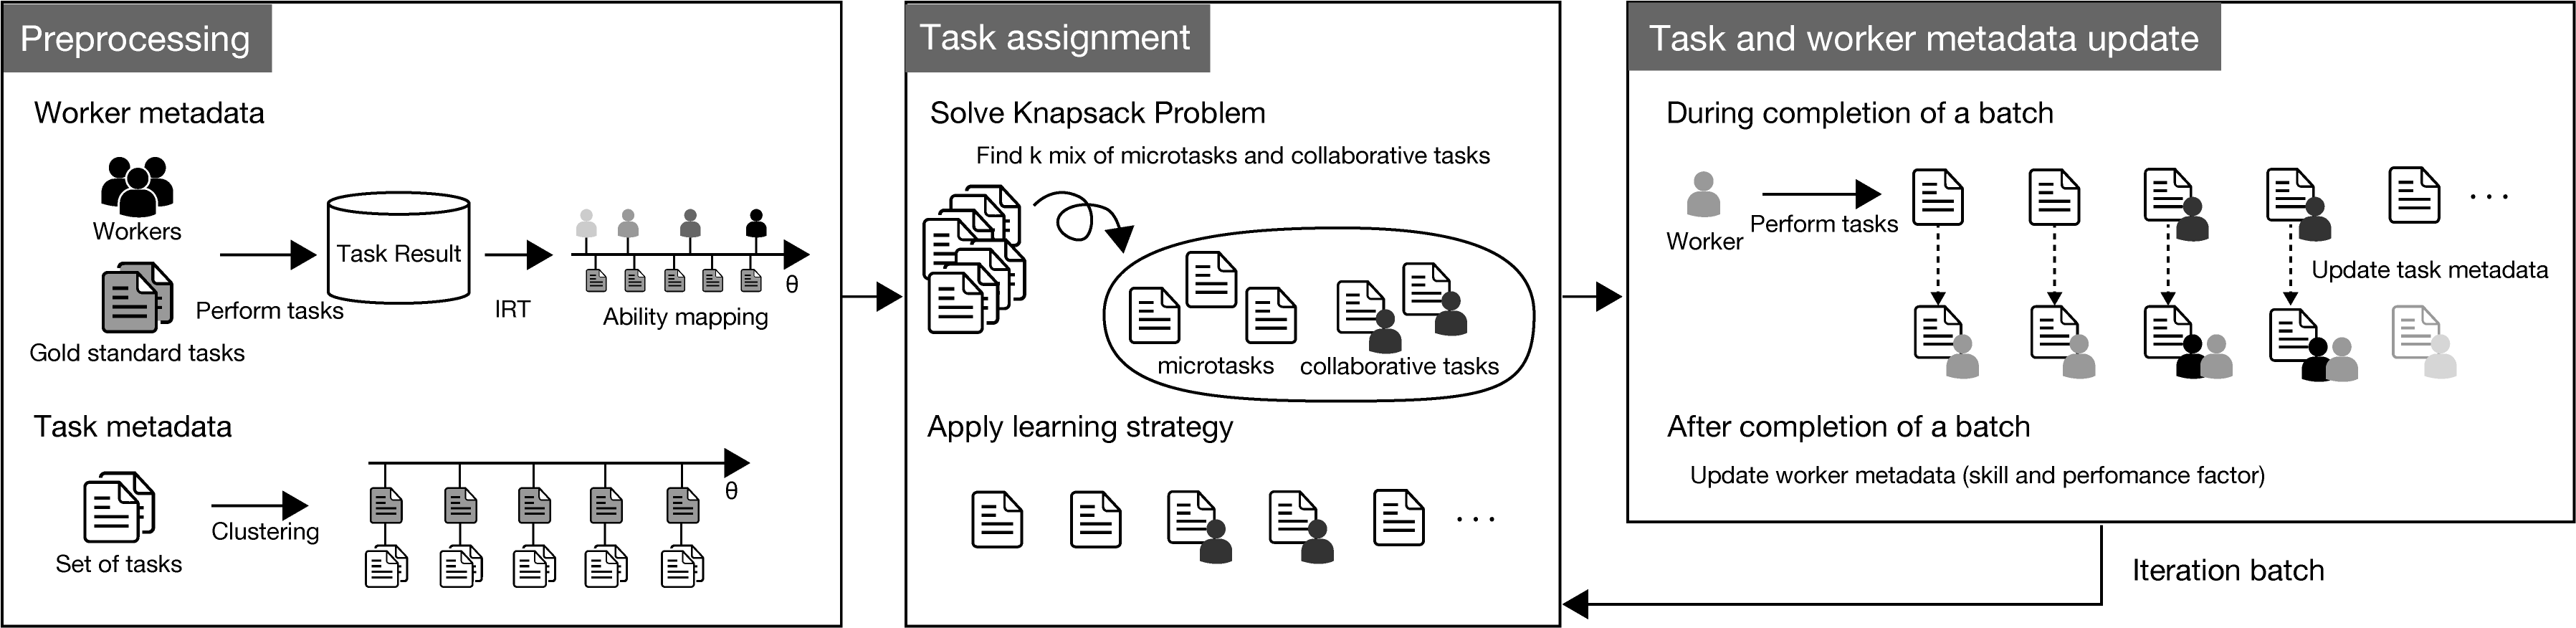 Preprocessing
Worker metadata
Workers
Gold standard tasks
Perform tasks
Task Result
IRT
θ
Ability mapping
Task metadata
Set of tasks
Clustering
θ
Task assignment
Solve Knapsack Problem
Find k mix of microtasks and collaborative tasks
microtasks
collaborative tasks
Apply learning strategy
...
Task and worker metadata update
During completion of a batch
Worker
Perform tasks
...
Update task metadata
After completion of a batch
Update worker metadata (skill and perfomance factor)
Iteration batch